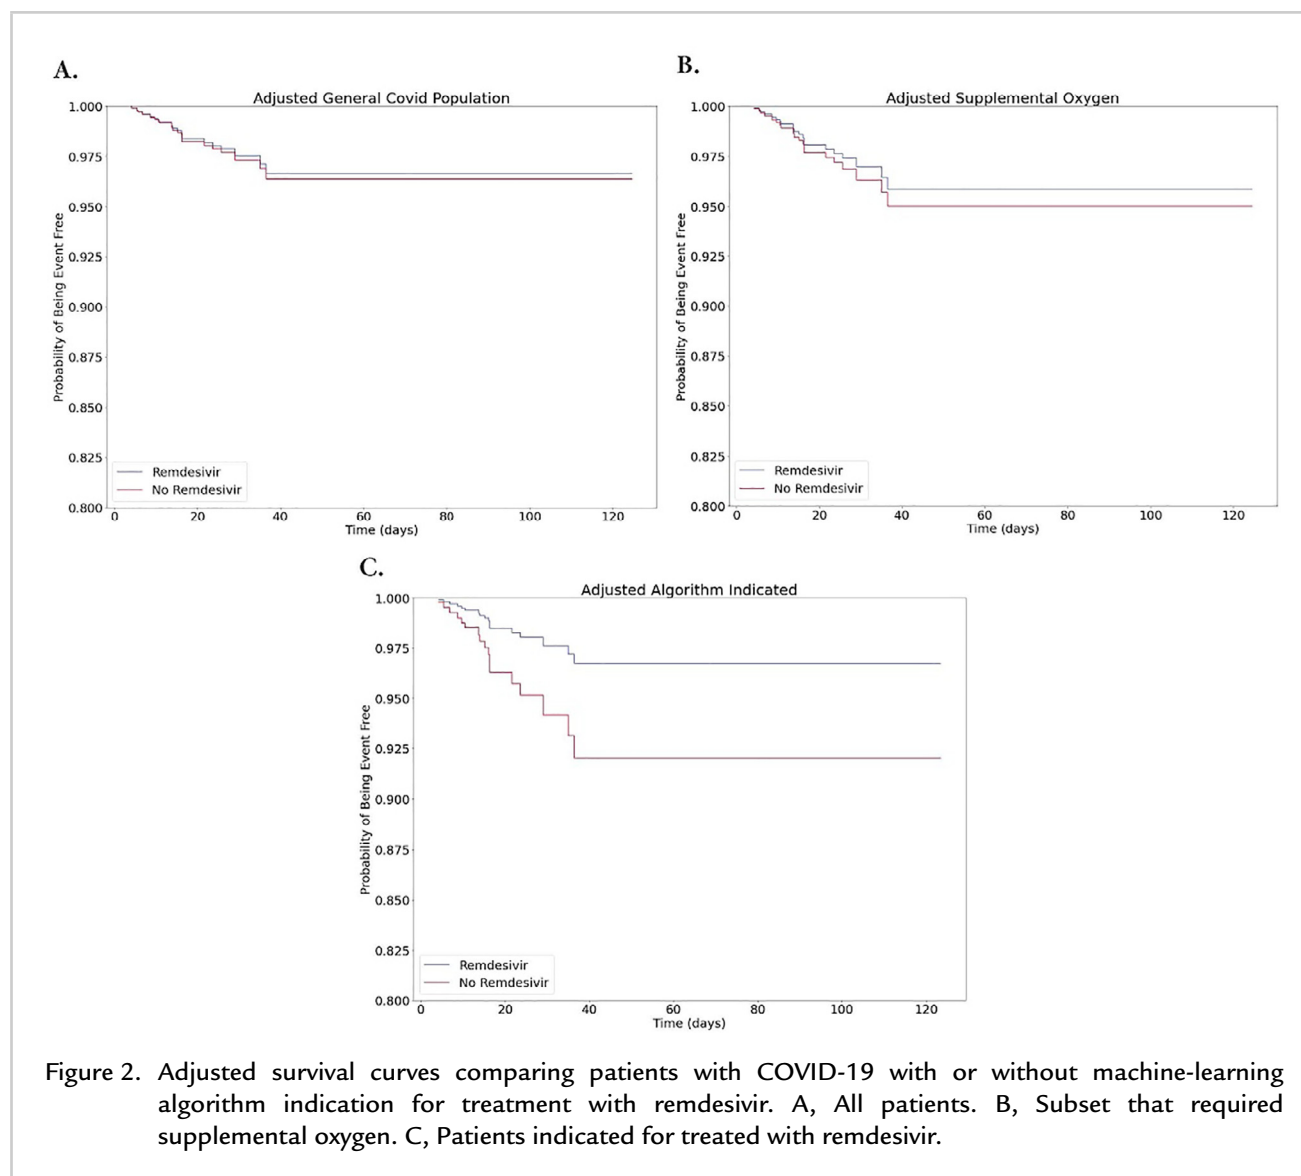 A.
Adjusted General Covid Population
1.000
0.975
0.950
0.925
0.900
0.875
0.850
0.825
0.800
Probability of Being Event Free
Remdesivir
No Remdesivir
0 20 40 60 80 100 120
Time (days)
B.
Adjusted Supplemental Oxygen
1.000
0.975
0.950
0.925
0.900
0.875
0.850
0.825
0.800
Probability of Being Event Free
Remdesivir
No Remdesivir
0 20 40 60 80 100 120
Time (days)
C.
Adjusted Algorithm Indicated
1.000
0.975
0.950
0.925
0.900
0.875
0.850
0.825
0.800
Probability of Being Event Free
Remdesivir
No Remdesivir
0 20 40 60 80 100 120
Time (days)
Figure 2. Adjusted survival curves comparing patients with COVID-19 with or without machine-learning
algorithm indication for treatment with remdesivir. A, All patients. B, Subset that required
supplemental oxygen. C, Patients indicated for treated with remdesivir.